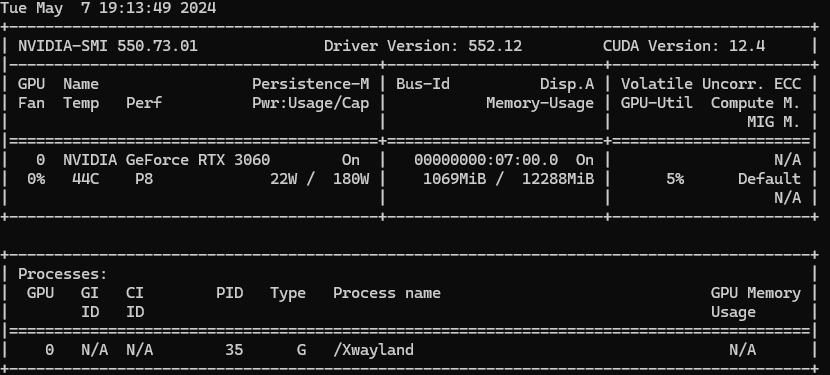 Tue May  7 19:13:49 2024
+-----------------------------------------------------------------------------------------+
| NVIDIA-SMI 550.73.01              Driver Version: 552.12         CUDA Version: 12.4     |
|-----------------------------------------+------------------------+----------------------+
| GPU  Name                 Persistence-M | Bus-Id          Disp.A | Volatile Uncorr. ECC |
| Fan  Temp   Perf          Pwr:Usage/Cap |           Memory-Usage | GPU-Util  Compute M. |
|                                         |                        |               MIG M. |
|=========================================+========================+======================|
|   0  NVIDIA GeForce RTX 3060        On  |   00000000:07:00.0  On |                  N/A |
|  0%   44C    P8             22W /  180W |    1069MiB /  12288MiB |      5%      Default |
|                                         |                        |                  N/A |
+-----------------------------------------+------------------------+----------------------+

+-----------------------------------------------------------------------------------------+
| Processes:                                                                              |
|  GPU   GI   CI        PID   Type   Process name                              GPU Memory |
|        ID   ID                                                               Usage      |
|=========================================================================================|
|    0   N/A  N/A        35      G   /Xwayland                                   N/A      |
+-----------------------------------------------------------------------------------------+